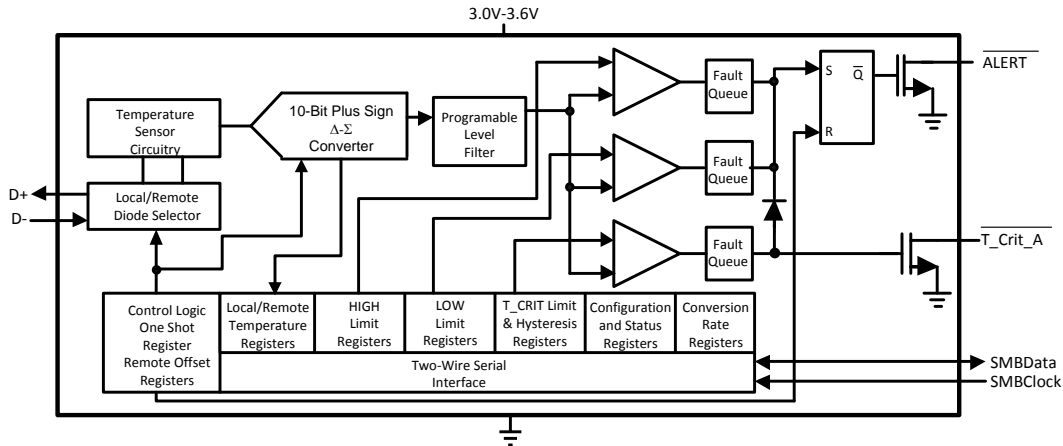 3.0V-3.6V
ALERT
Fault
Queue
S
Q
R
Temperature
Sensor
Circuitry
10-Bit Plus Sign
Δ-Σ
Converter
Programable
Level
Filter
Fault
Queue
D+
D-
Local/Remote
Diode Selector
Fault
Queue
T_Crit_A
Control Logic
One Shot
Register
Remote Offset
Registers
Local/Remote
Temperature
Registers
HIGH
Limit
Registers
LOW
Limit
Registers
T_CRIT Limit
& Hysteresis
Registers
Configuration
and Status
Registers
Conversion
Rate
Registers
Two-Wire Serial
Interface
SMBData
SMBClock